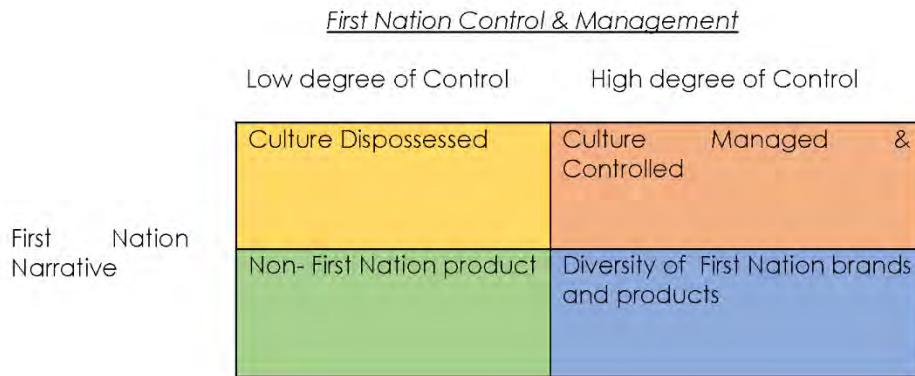 First Nation Control & Management
Low degree of Control High degree of Control
Culture Dispossessed
Culture Managed &
Controlled
First Nation
Narrative
Non- First Nation product
Diversity of First Nation brands
and products